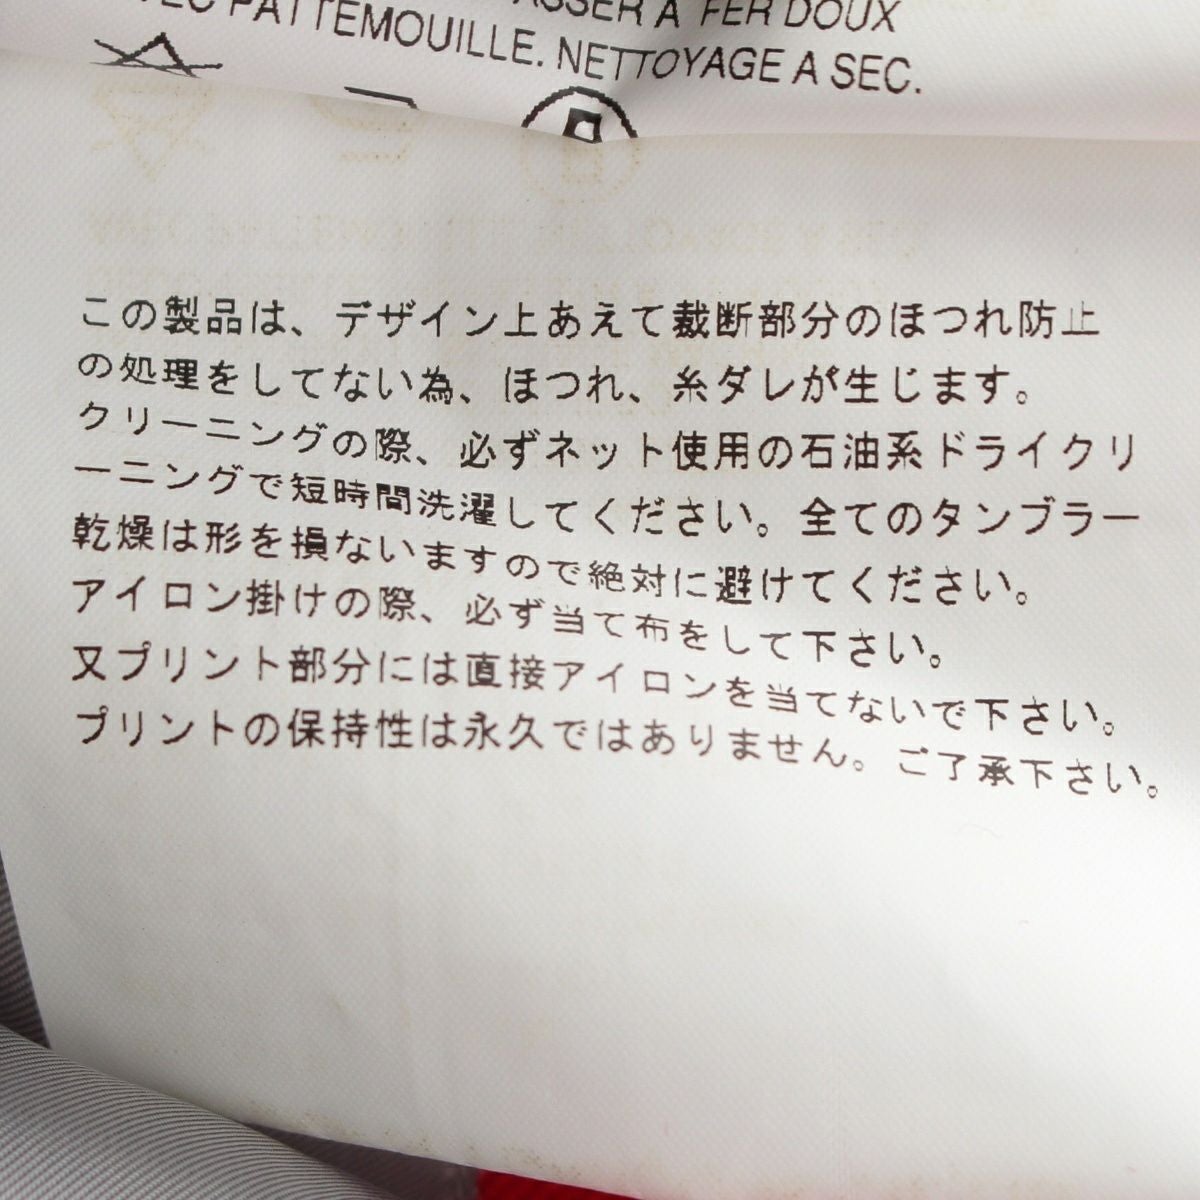 PASSER A FER DOUX
AVEC PATTEMOUILLE. NETTOYAGE A SEC.
この製品は、デザイン上あえて裁断部分のほつれ防止
の処理をしてない為、ほつれ、糸ダレが生じます。
クリーニングの際、必ずネット使用の石油系ドライクリ
ーニングで短時間洗濯してください。全てのタンブラー
乾燥は形を損ないますので絶対に避けてください。
アイロン掛けの際、必ず当て布をして下さい。
又プリント部分には直接アイロンを当てないで下さい。
プリントの保持性は永久ではありません。ご了承下さい。